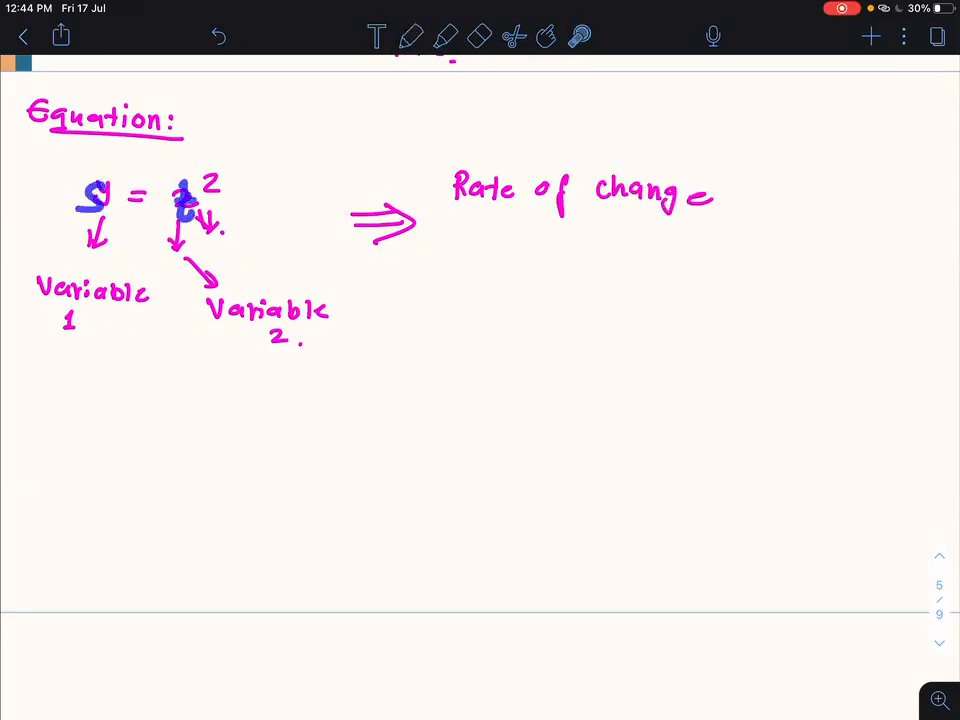 12:44 PM Fri 17 Jul
30%
Equation:
y = 2
Rate of change
Variable
1
Variable
2.
5
/
9